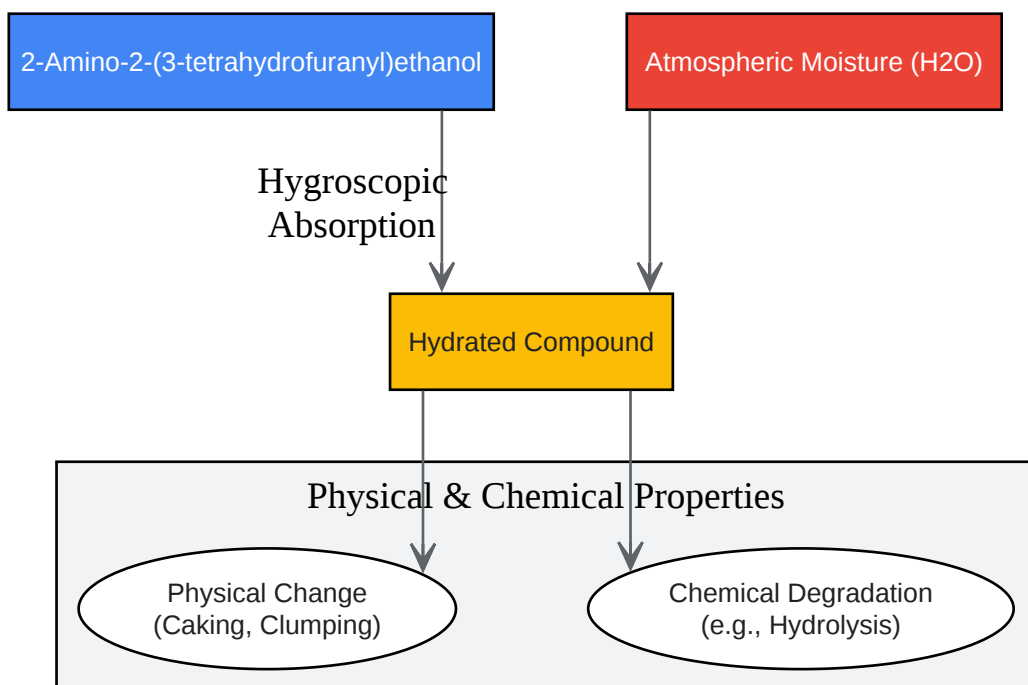 2-Amino-2-(3-tetrahydrofuranyl)ethanol
Atmospheric Moisture (H2O)
Hygroscopic
Absorption
Hydrated Compound
Physical & Chemical Properties
Physical Change
(Caking, Clumping)
Chemical Degradation
(e.g., Hydrolysis)